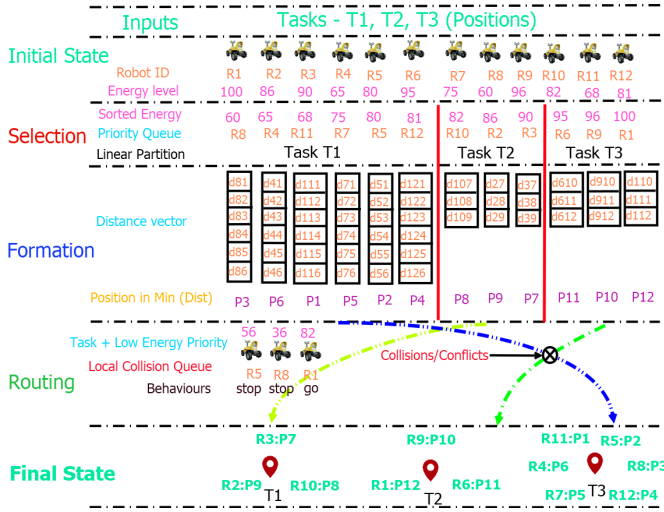 Inputs Tasks - T1, T2, T3 (Positions)
Initial State
Robot ID R1 R2 R3 R4 R5 R6 R7 R8 R9 R10 R11 R12
Energy level 100 86 90 65 80 95 75 60 96 82 68 81
Sorted Energy 60 65 68 75 80 81 82 86 90 95 96 100
Selection Priority Queue R8 R4 R11 R7 R5 R12 R10 R2 R3 R6 R9 R1
Linear Partition Task T1 Task T2 Task T3
d81 d41 d111 d71 d51 d121 d107 d27 d37 d610 d910 d110
d82 d42 d112 d72 d52 d122 d108 d28 d38 d611 d911 d111
Distance vector d83 d43 d113 d73 d53 d123 d109 d29 d39 d612 d912 d112
d84 d44 d114 d74 d54 d124
Formation d85 d45 d115 d75 d55 d125
d86 d46 d116 d76 d56 d126
Position in Min (Dist) P3 P6 P1 P5 P2 P4 P8 P9 P7 P11 P10 P12
56 36 82
Task + Low Energy Priority
Local Collision Queue Collisions/Conflicts
R5 R8 R1
Routing Behaviours stop stop go
R3:P7 R9:P10 R11:P1 R5:P2
Final State R4:P6 R8:P3
R2:P9 R10:P8 R1:P12 R6:P11
T1 T2 T3
R7:P5 R12:P4